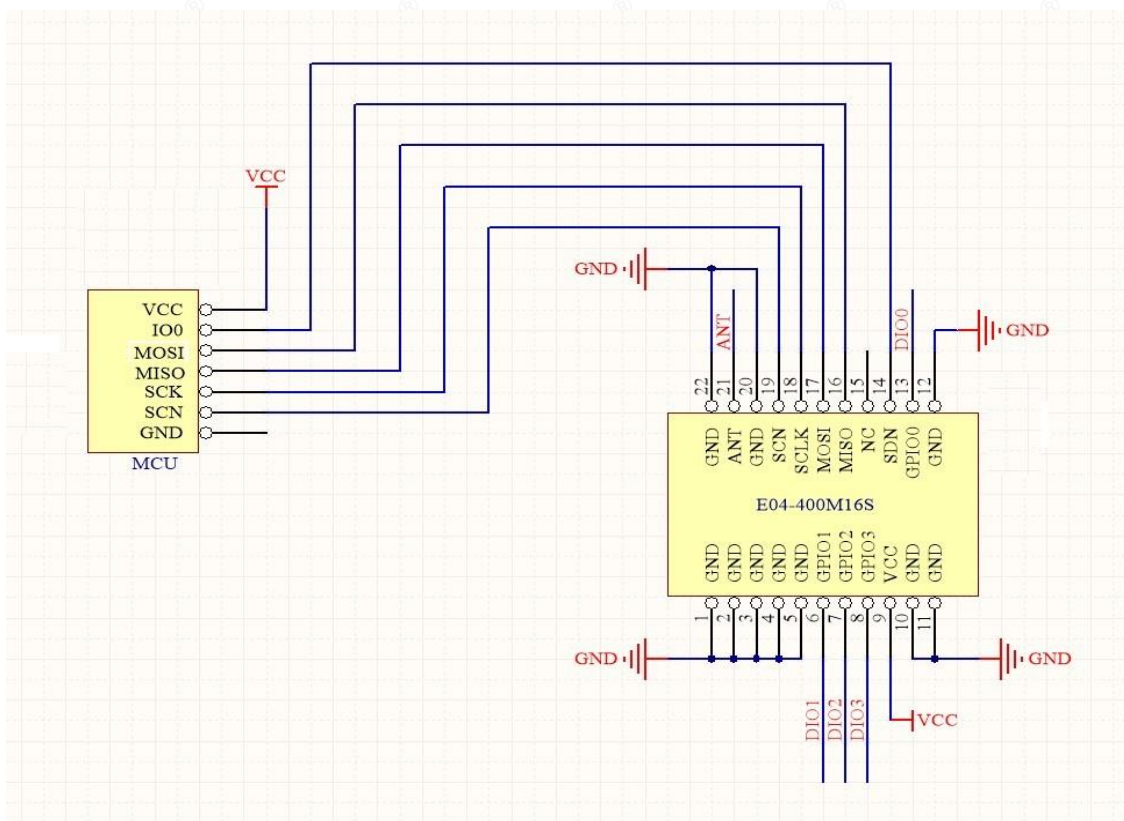 VCC
VCC
IO0
MOSI
MISO
SCK
SCN
GND
MCU
GND
ANT
DIO0
GND
22
21
20
19
18
17
16
15
14
13
12
GND
ANT
GND
SCN
SCLK
MOSI
MISO
NC
SDN
GPIO0
GND
E04-400M16S
GND
GND
GND
GND
GND
GPIO1
GPIO2
GPIO3
VCC
GND
GND
1
2
3
4
5
6
7
8
9
10
11
GND
GND
DIO1
DIO2
DIO3
VCC